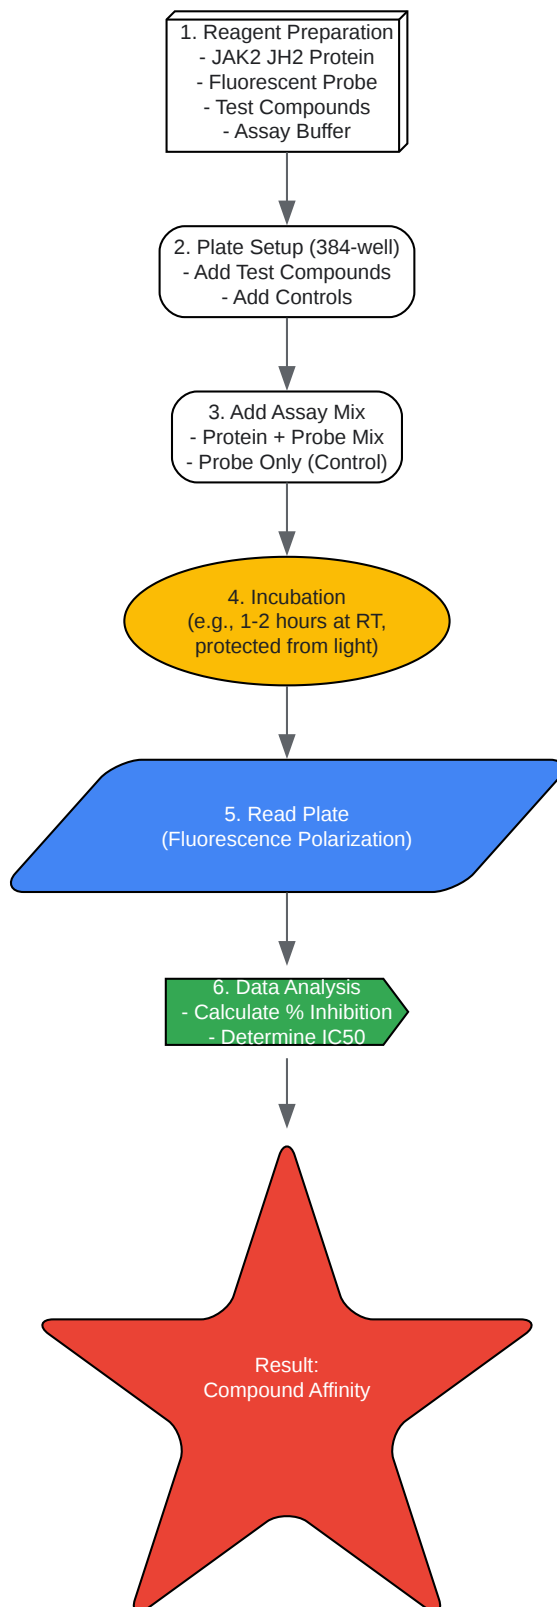 1. Reagent Preparation
- JAK2 JH2 Protein
- Fluorescent Probe
- Test Compounds
- Assay Buffer
2. Plate Setup (384-well)
- Add Test Compounds
- Add Controls
3. Add Assay Mix
- Protein + Probe Mix
- Probe Only (Control)
4. Incubation
(e.g., 1-2 hours at RT,
protected from light)
5. Read Plate
(Fluorescence Polarization)
6. Data Analysis
- Calculate % Inhibition
- Determine IC50
Result:
Compound Affinity